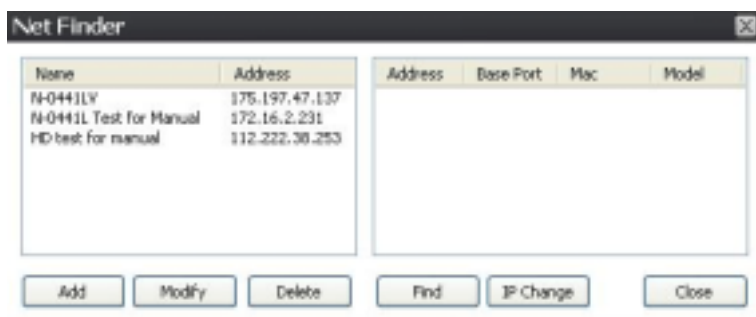 Net Finder
Name Address
N-0441LV 175.197.47.137
N-0441L Test for Manual 172.16.2.231
HD test for manual 112.222.38.253
Address Base Port Mac Model
Add Modify Delete Find IP Change Close